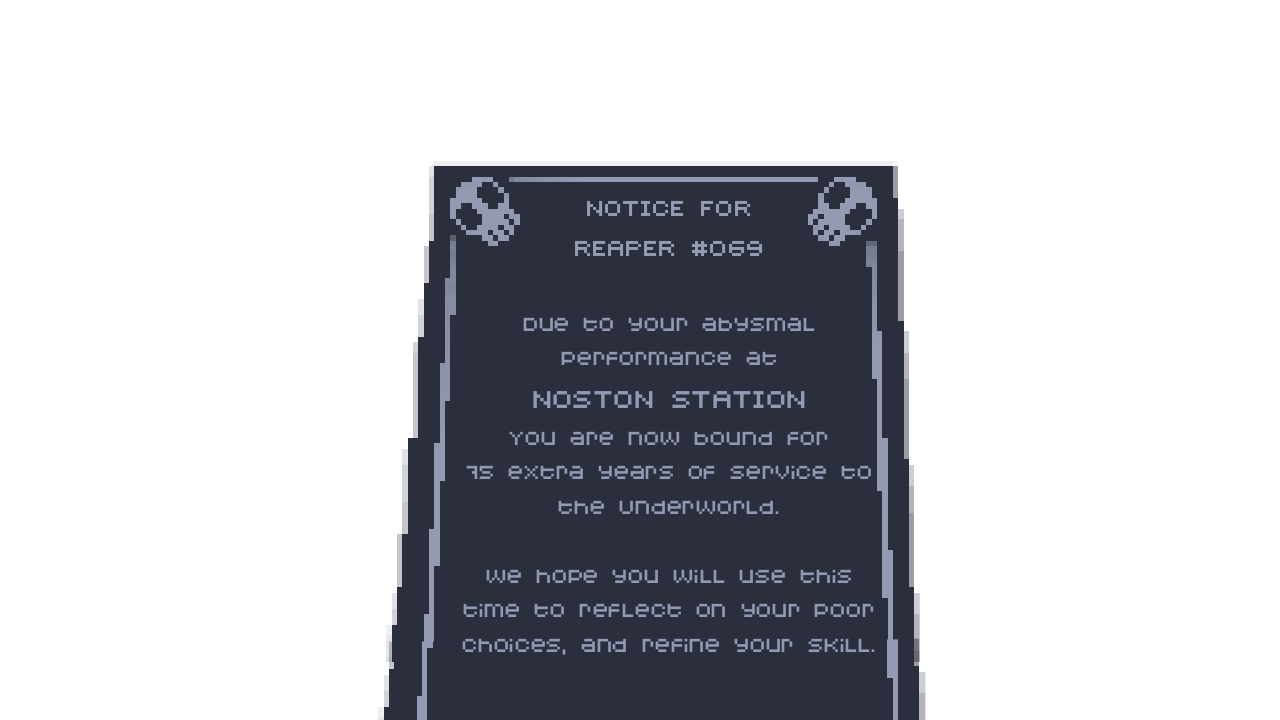 NOTICE FOR
REAPER #069
Due to your abysmal
performance at
NOSTON STATION
You are now bound for
75 extra years of service to
the underworld.
We hope you will use this
time to reflect on your poor
choices, and refine your skill.